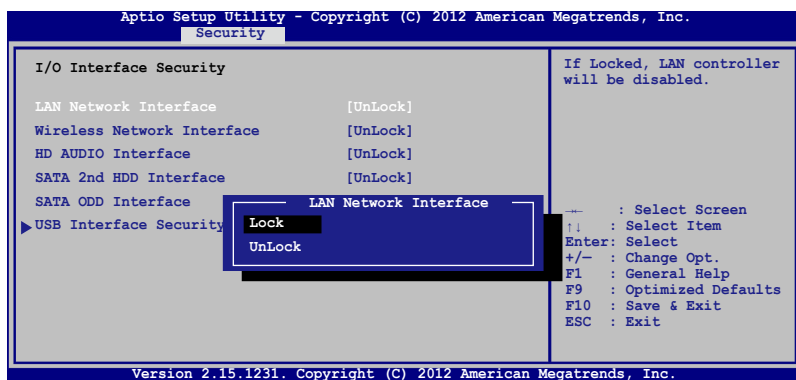 Aptio Setup Utility - Copyright (C) 2012 American Megatrends, Inc.
Security
I/O Interface Security
LAN Network Interface [UnLock]
Wireless Network Interface [UnLock]
HD AUDIO Interface [UnLock]
SATA 2nd HDD Interface [UnLock]
SATA ODD Interface
USB Interface Security
LAN Network Interface
Lock
UnLock
If Locked, LAN controller
will be disabled.
→← : Select Screen
↑↓ : Select Item
Enter: Select
+/— : Change Opt.
F1 : General Help
F9 : Optimized Defaults
F10 : Save & Exit
ESC : Exit
Version 2.15.1231. Copyright (C) 2012 American Megatrends, Inc.